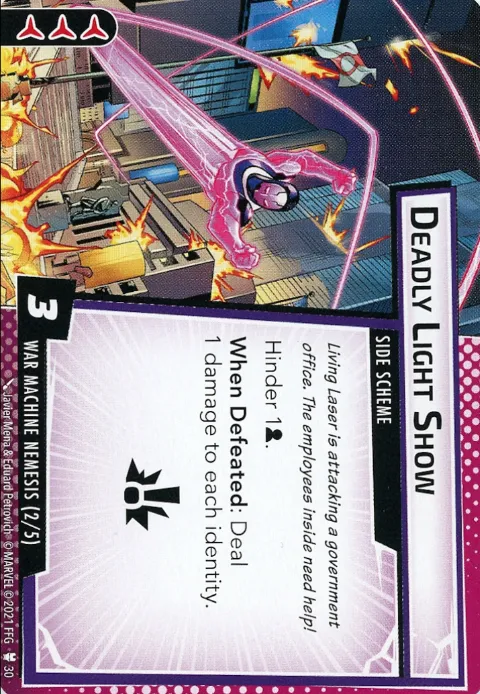 DEADLY LIGHT SHOW
SIDE SCHEME
Living Laser is attacking a government
office. The employees inside need help!
Hinder 1.
When Defeated: Deal
1 damage to each identity.
3
WAR MACHINE NEMESIS (2/5)
Javier Mena & Eduard Petrovich © MARVEL © 2021 FFG 30